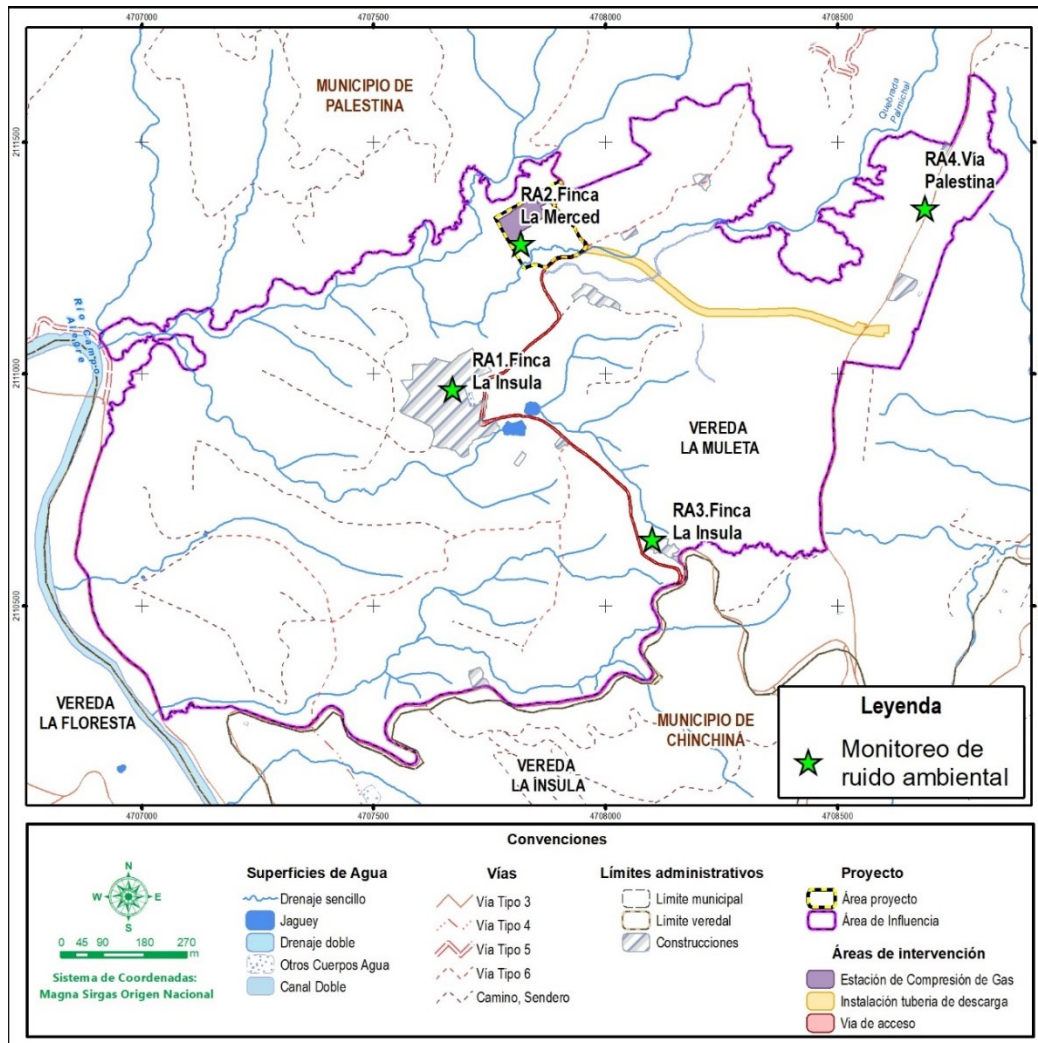 4707000
4707500
4708000
4708500
2111500
2111000
2110500
MUNICIPIO DE
PALESTINA
Quebrada
Palmichal
RA4.Vía
Palestina
RA2.Finca
La Merced
Río Campo
Alegre
RA1.Finca
La Insula
VEREDA
LA MULETA
RA3.Finca
La Insula
VEREDA
LA FLORESTA
MUNICIPIO DE
CHINCHINÁ
VEREDA
LA ÍNSULA
Leyenda
Monitoreo de
ruido ambiental
4707000
4707500
4708000
4708500
Convenciones
N
W
E
S
0 45 90 180 270
m
Sistema de Coordenadas:
Magna Sirgas Origen Nacional
Superficies de Agua
Drenaje sencillo
Jaguey
Drenaje doble
Otros Cuerpos Agua
Canal Doble
Vías
Vía Tipo 3
Vía Tipo 4
Vía Tipo 5
Vía Tipo 6
Camino, Sendero
Límites administrativos
Límite municipal
Límite veredal
Construcciones
Proyecto
Área proyecto
Área de Influencia
Áreas de intervención
Estación de Compresión de Gas
Instalación tuberia de descarga
Via de acceso